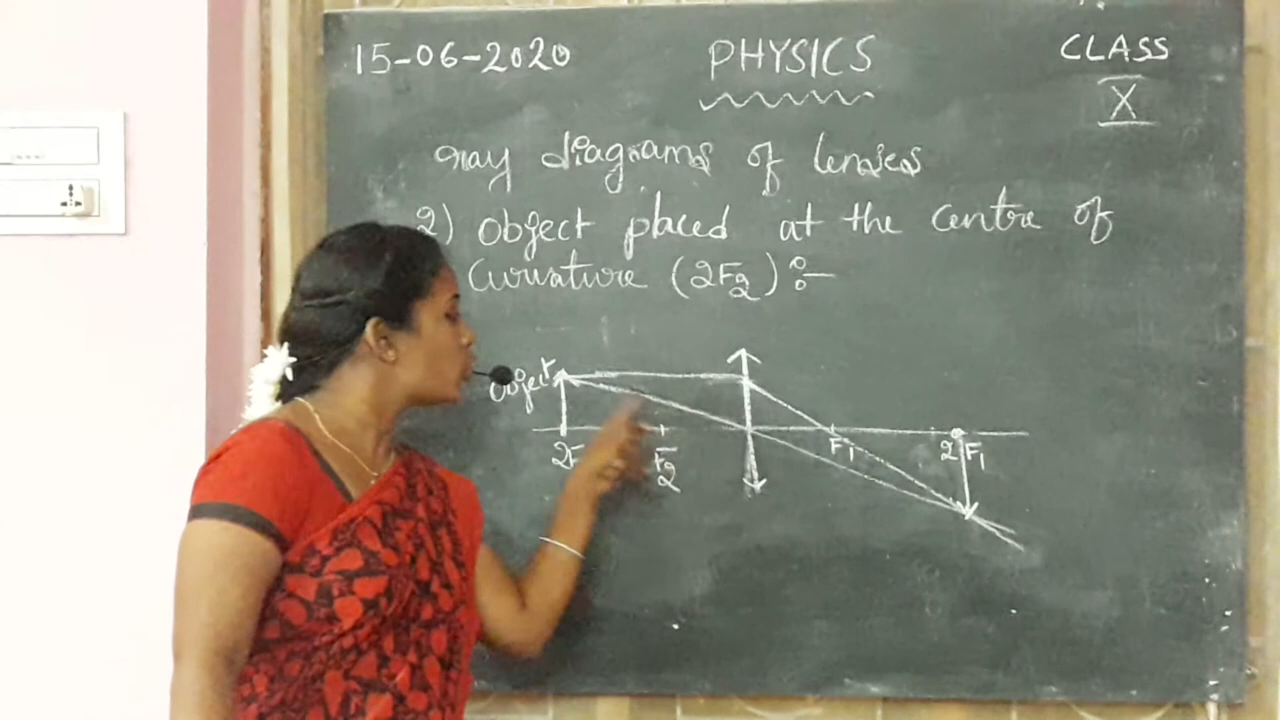 15-06-2020 PHYSICS CLASS
X
ray diagrams of lenses
2) object placed at the centre of
curvature (2F2) :-
object
2F F2 F1 2F1